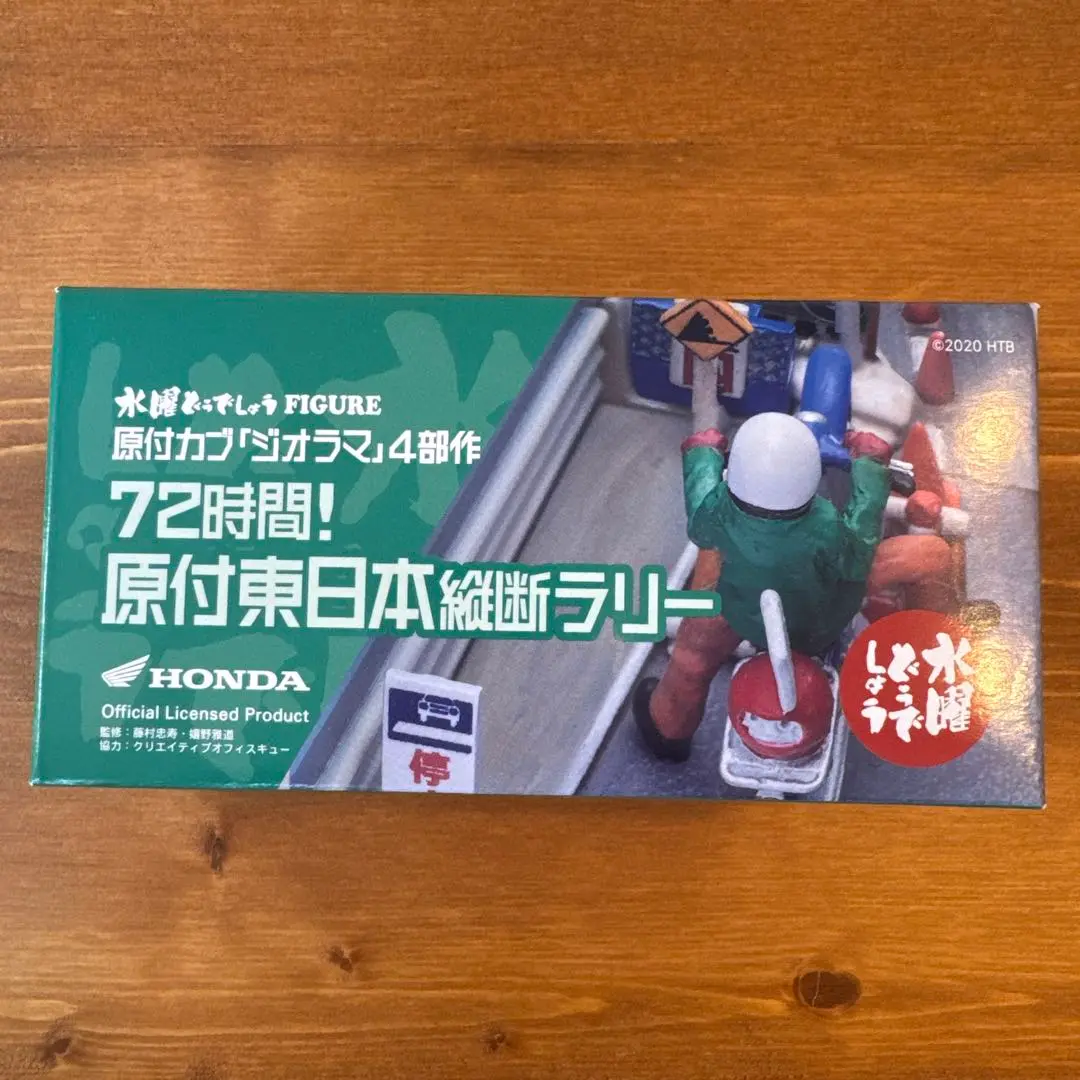 水曜どうでしょう FIGURE
原付カブ「ジオラマ」4部作
72時間!
原付東日本縦断ラリー
HONDA
Official Licensed Product
監修:藤村忠寿・嬉野雅道
協力:クリエイティブオフィスキュー
©2020 HTB
停
水曜
どうで
しょう